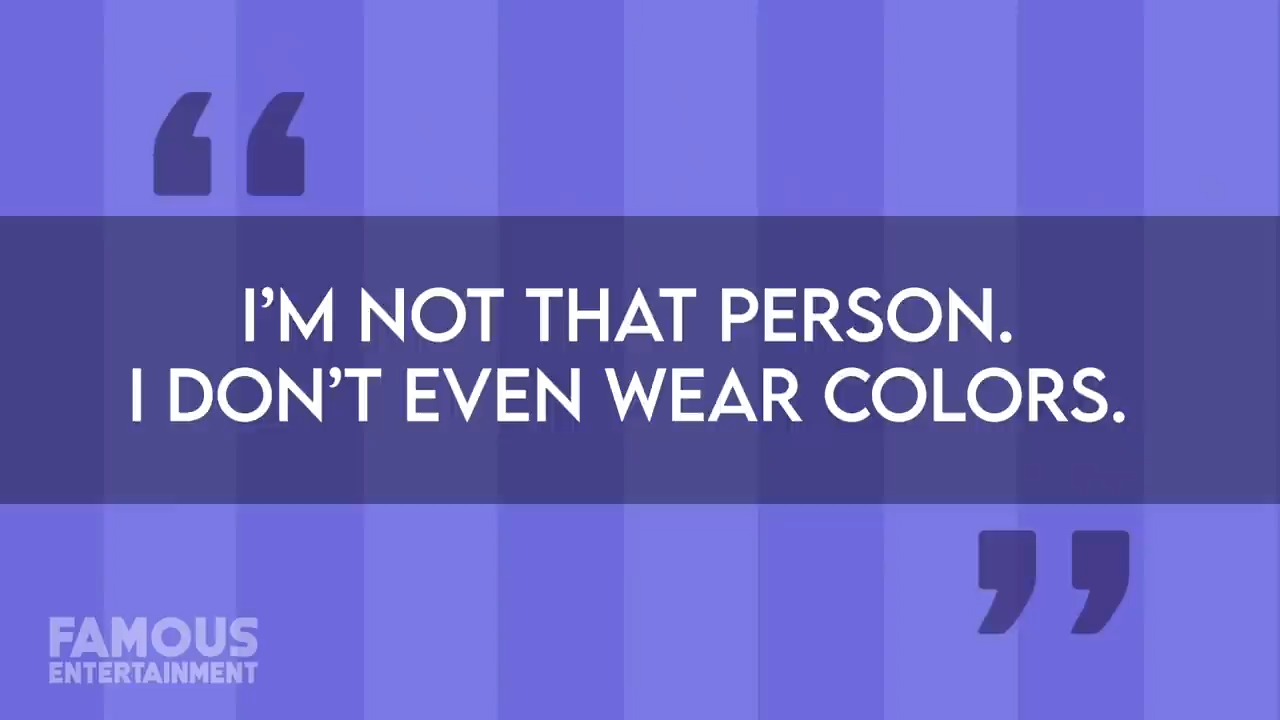 “
I’M NOT THAT PERSON.
I DON’T EVEN WEAR COLORS.
”
FAMOUS
ENTERTAINMENT